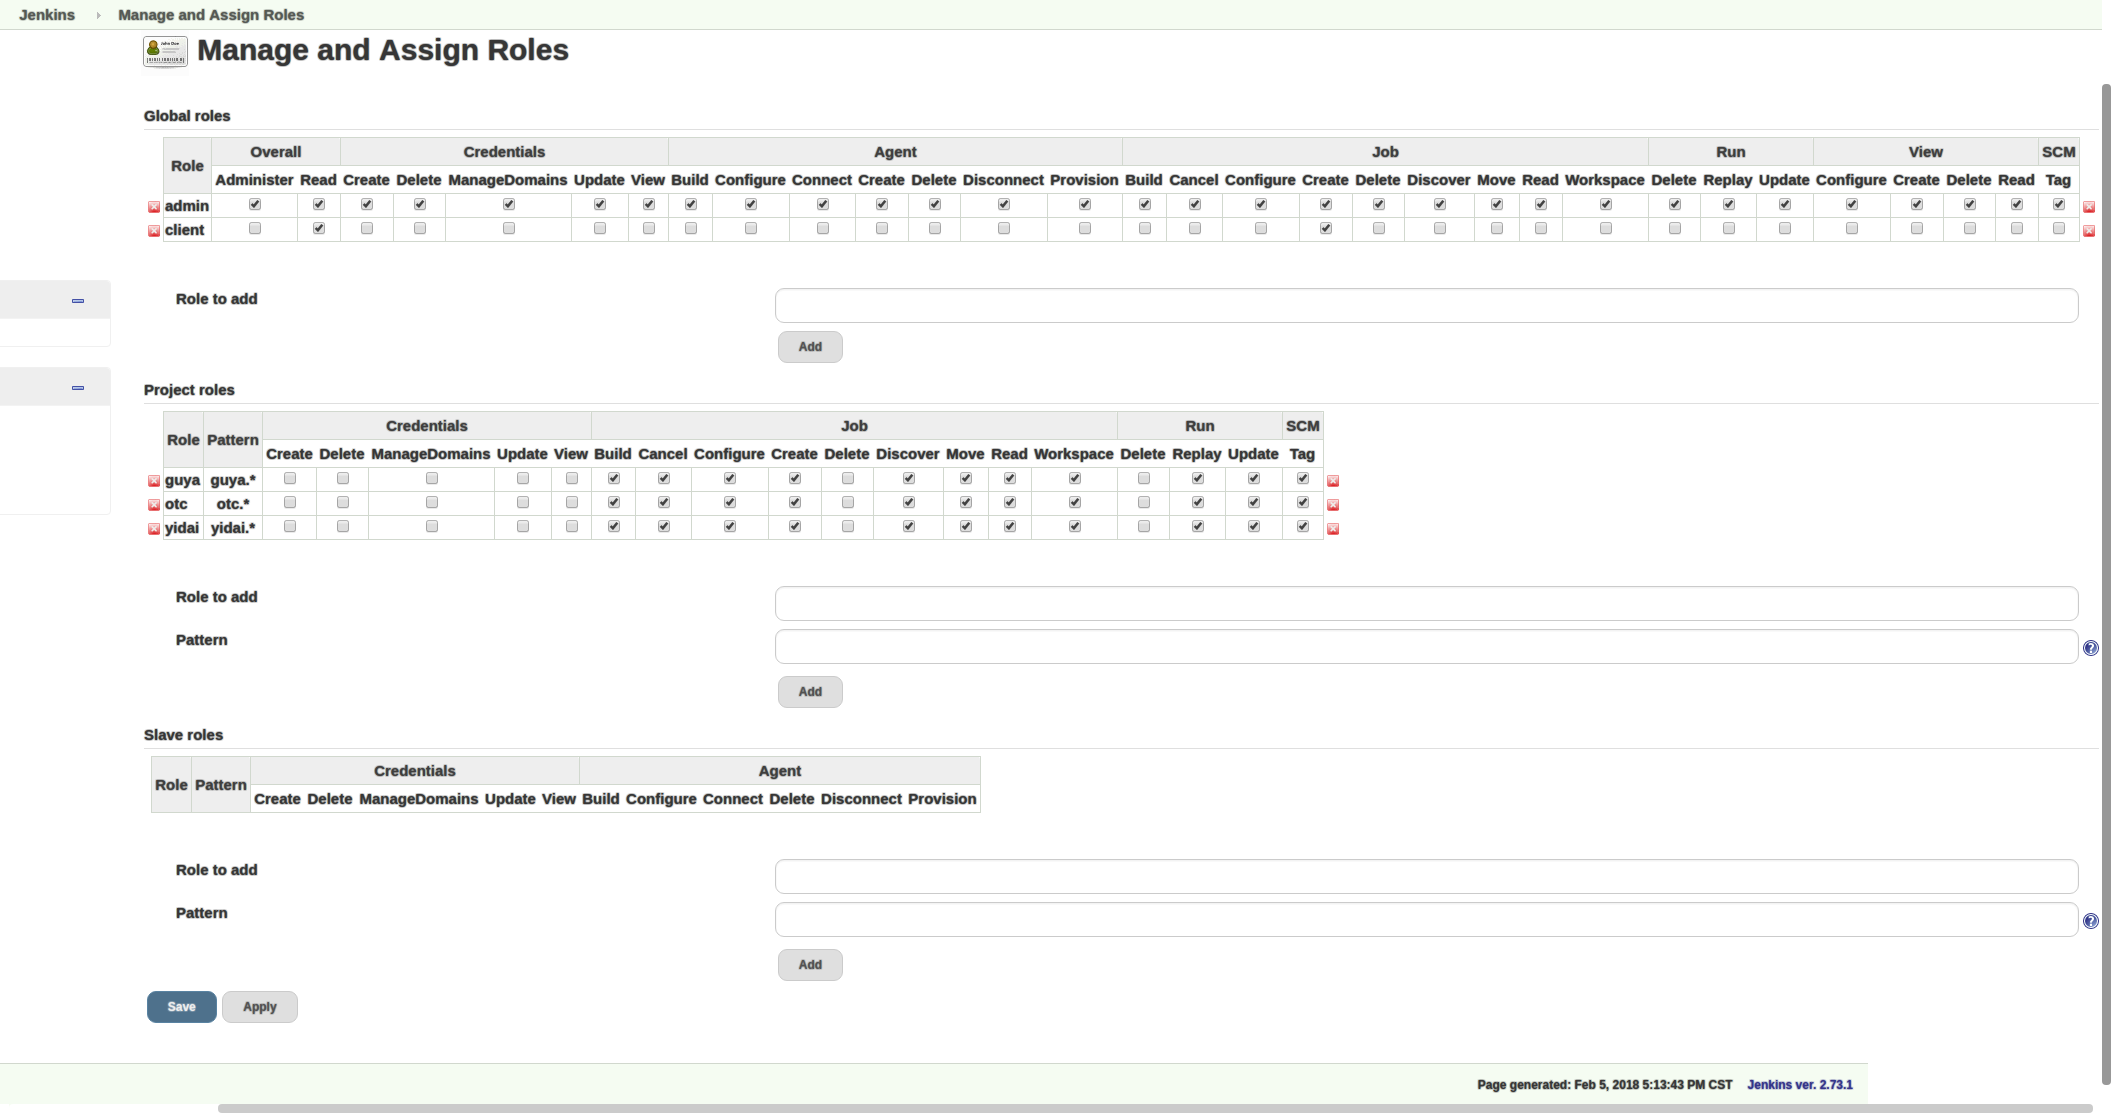 Jenkins Manage and Assign Roles
John Doe
Manage and Assign Roles
Global roles
Role Overall Credentials Agent Job Run View SCM
Administer Read Create Delete ManageDomains Update View Build Configure Connect Create Delete Disconnect Provision Build Cancel Configure Create Delete Discover Move Read Workspace Delete Replay Update Configure Create Delete Read Tag
admin
client
Role to add
Add
Project roles
Role Pattern Credentials Job Run SCM
Create Delete ManageDomains Update View Build Cancel Configure Create Delete Discover Move Read Workspace Delete Replay Update Tag
guya guya.*
otc otc.*
yidai yidai.*
Role to add
Pattern
Add
Slave roles
Role Pattern Credentials Agent
Create Delete ManageDomains Update View Build Configure Connect Delete Disconnect Provision
Role to add
Pattern
Add
Save Apply
Page generated: Feb 5, 2018 5:13:43 PM CST Jenkins ver. 2.73.1